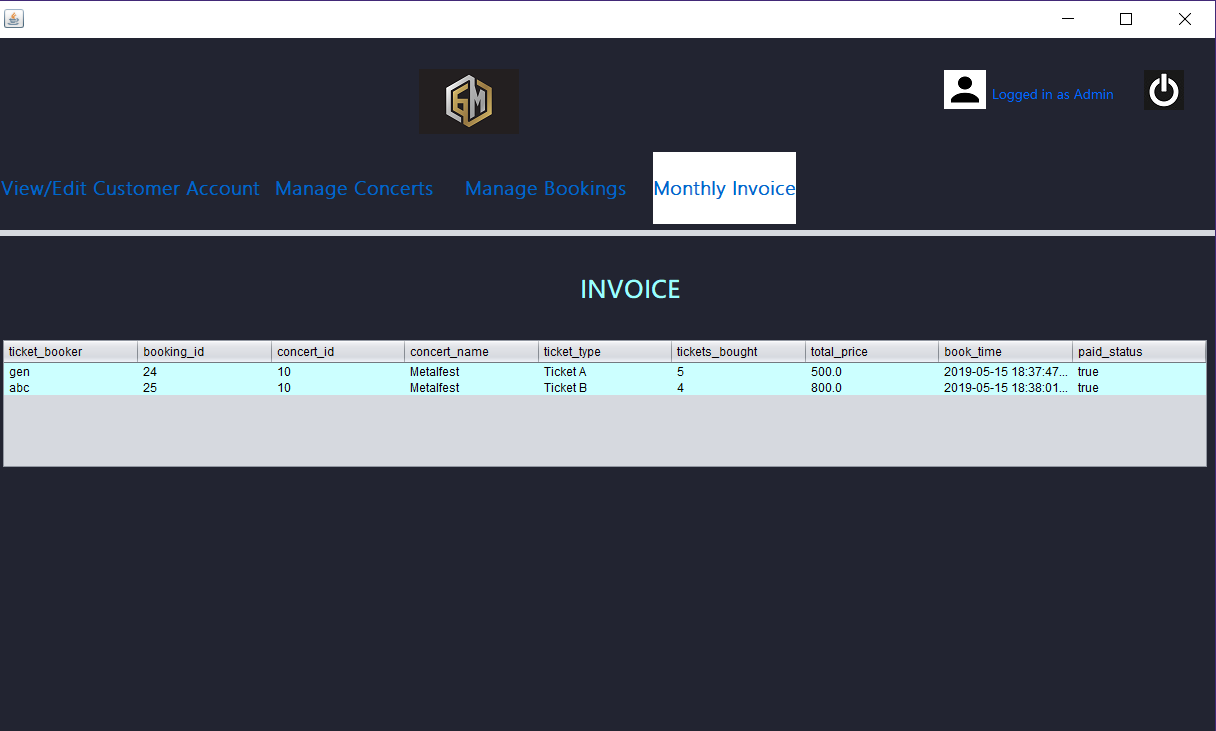 Logged in as Admin
View/Edit Customer Account Manage Concerts Manage Bookings Monthly Invoice
INVOICE
ticket_booker booking_id concert_id concert_name ticket_type tickets_bought total_price book_time paid_status
gen 24 10 Metalfest Ticket A 5 500.0 2019-05-15 18:37:47... true
abc 25 10 Metalfest Ticket B 4 800.0 2019-05-15 18:38:01... true